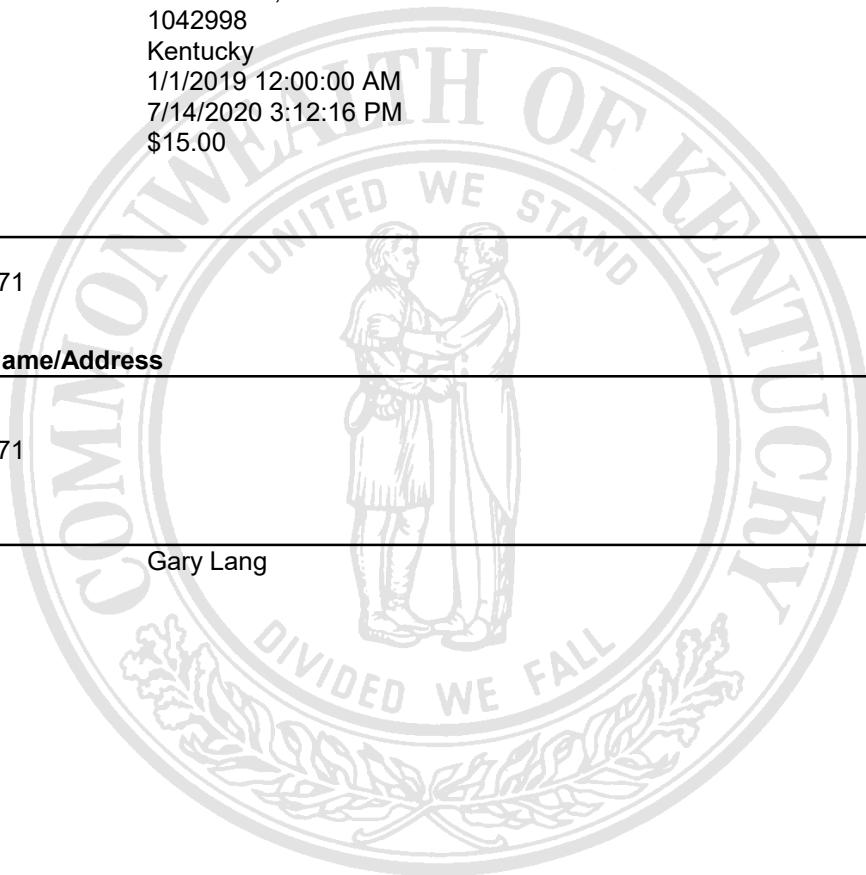 1042998
Kentucky
1/1/2019 12:00:00 AM
7/14/2020 3:12:16 PM
$15.00
71
ame/Address
71
Gary Lang
COMMONWEALTH OF KENTUCKY
UNITED WE STAND
DIVIDED WE FALL